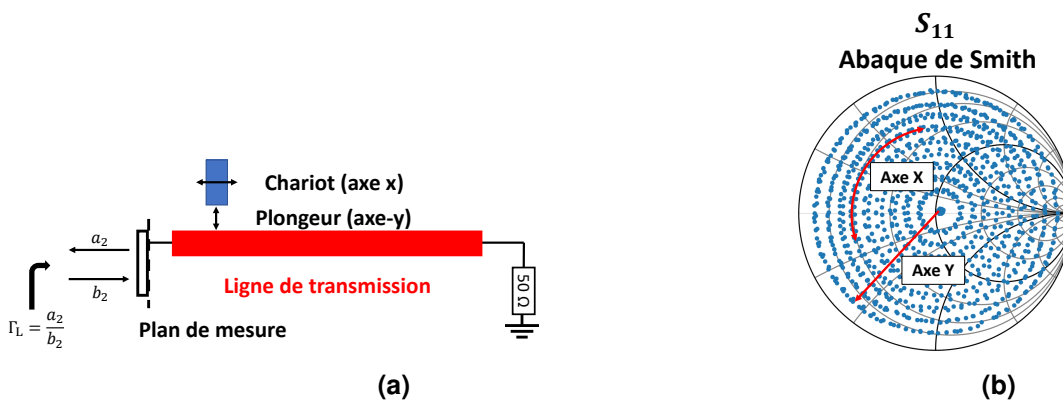 S₁₁
Abaque de Smith
Chariot (axe x)
Plongeur (axe-y)
Axe X
a₂
b₂
Ligne de transmission
50 Ω
Axe Y
Γ_L = a₂/b₂
Plan de mesure
(a)
(b)